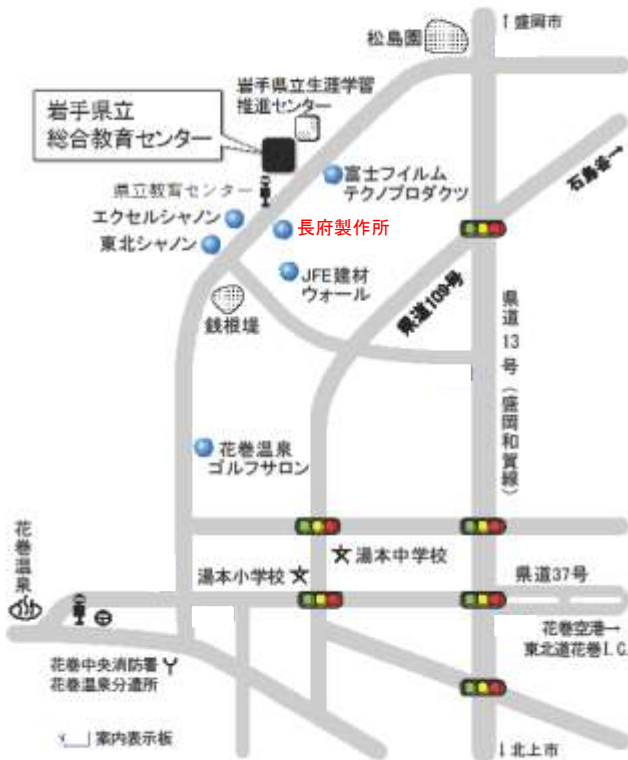 ↑盛岡市
松島園
岩手県立生涯学習
推進センター
岩手県立
総合教育センター
石鳥谷→
富士フイルム
テクノプロダクツ
県立教育センター
エクセルシャノン
長府製作所
東北シャノン
JFE建材
ウォール
県道109号
銭根堤
県道13号(盛岡和賀線)
花巻温泉
ゴルフサロン
花巻温泉
湯本中学校
湯本小学校
県道37号
花巻空港→
東北道花巻I.C.
花巻中央消防署
花巻温泉分遣所
案内表示板
↓北上市